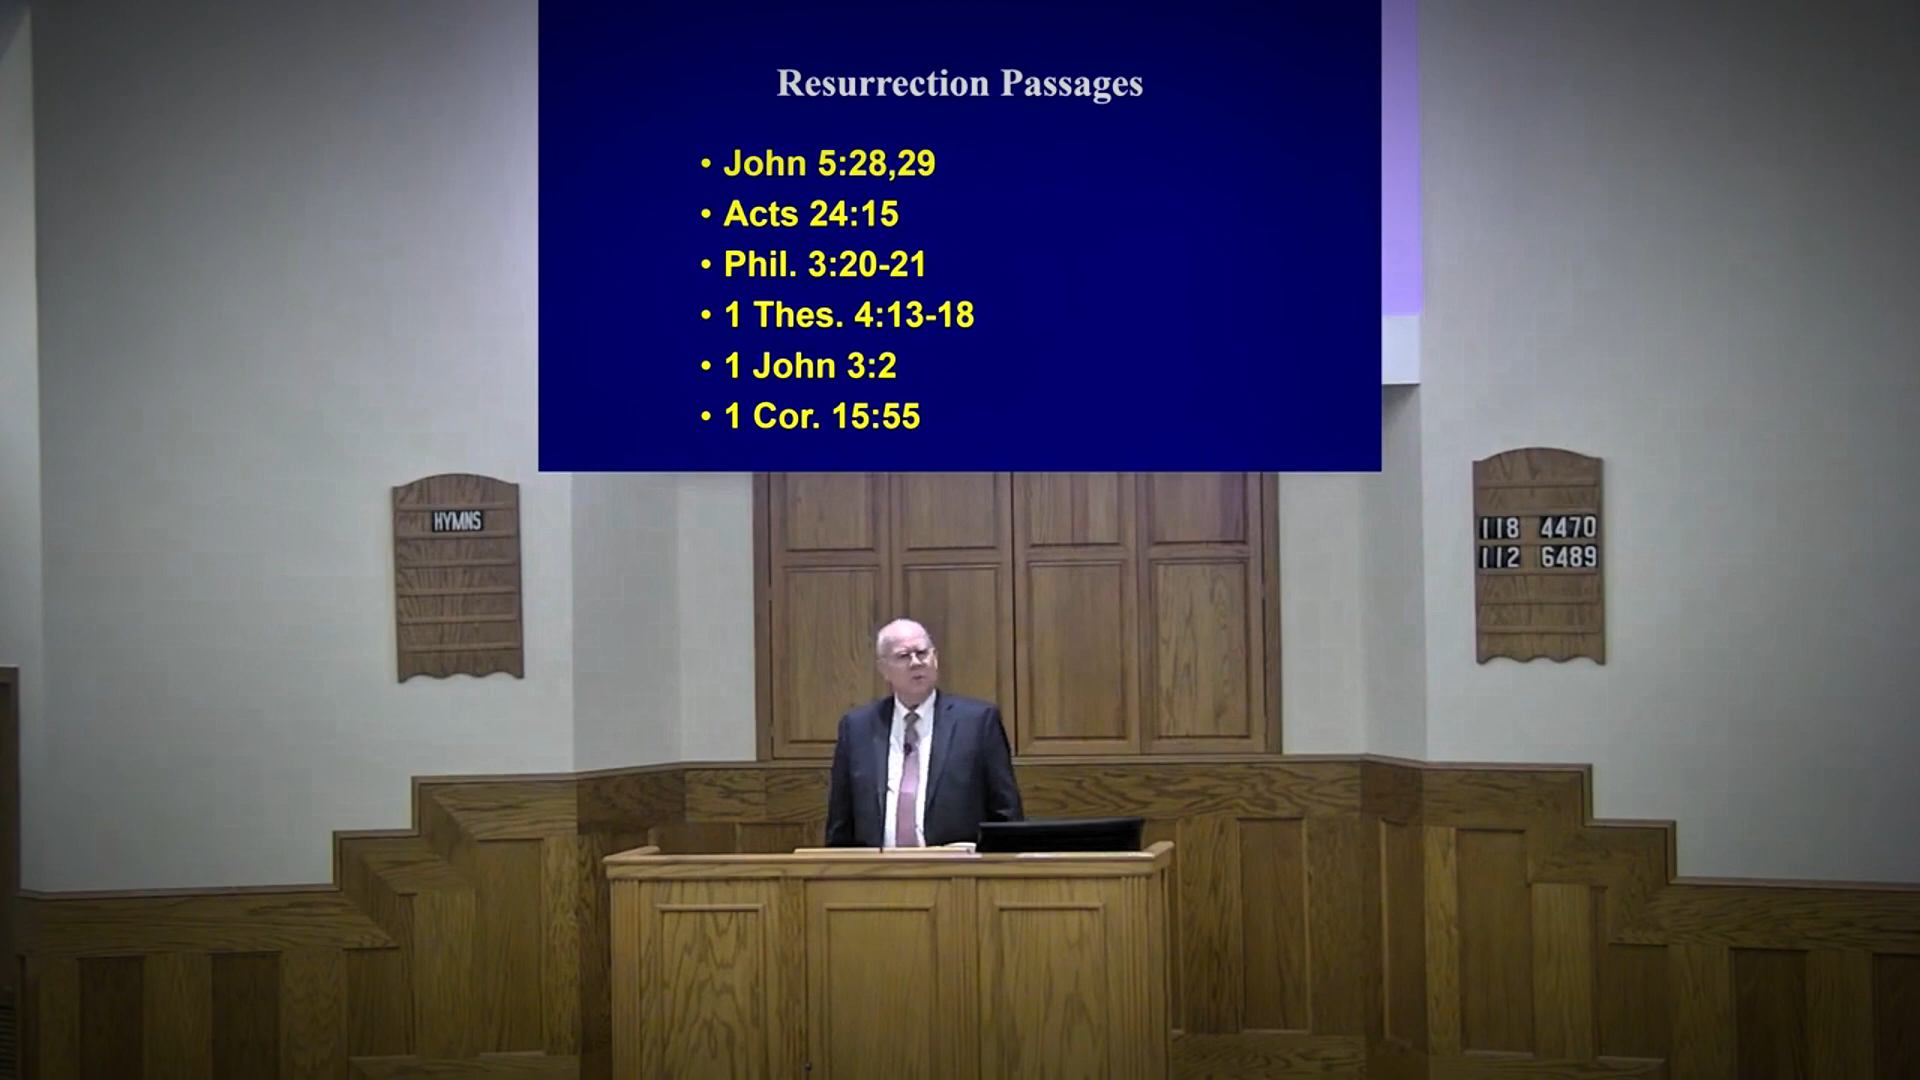 Resurrection Passages
• John 5:28,29
• Acts 24:15
• Phil. 3:20-21
• 1 Thes. 4:13-18
• 1 John 3:2
• 1 Cor. 15:55
HYMNS
118 4470
112 6489